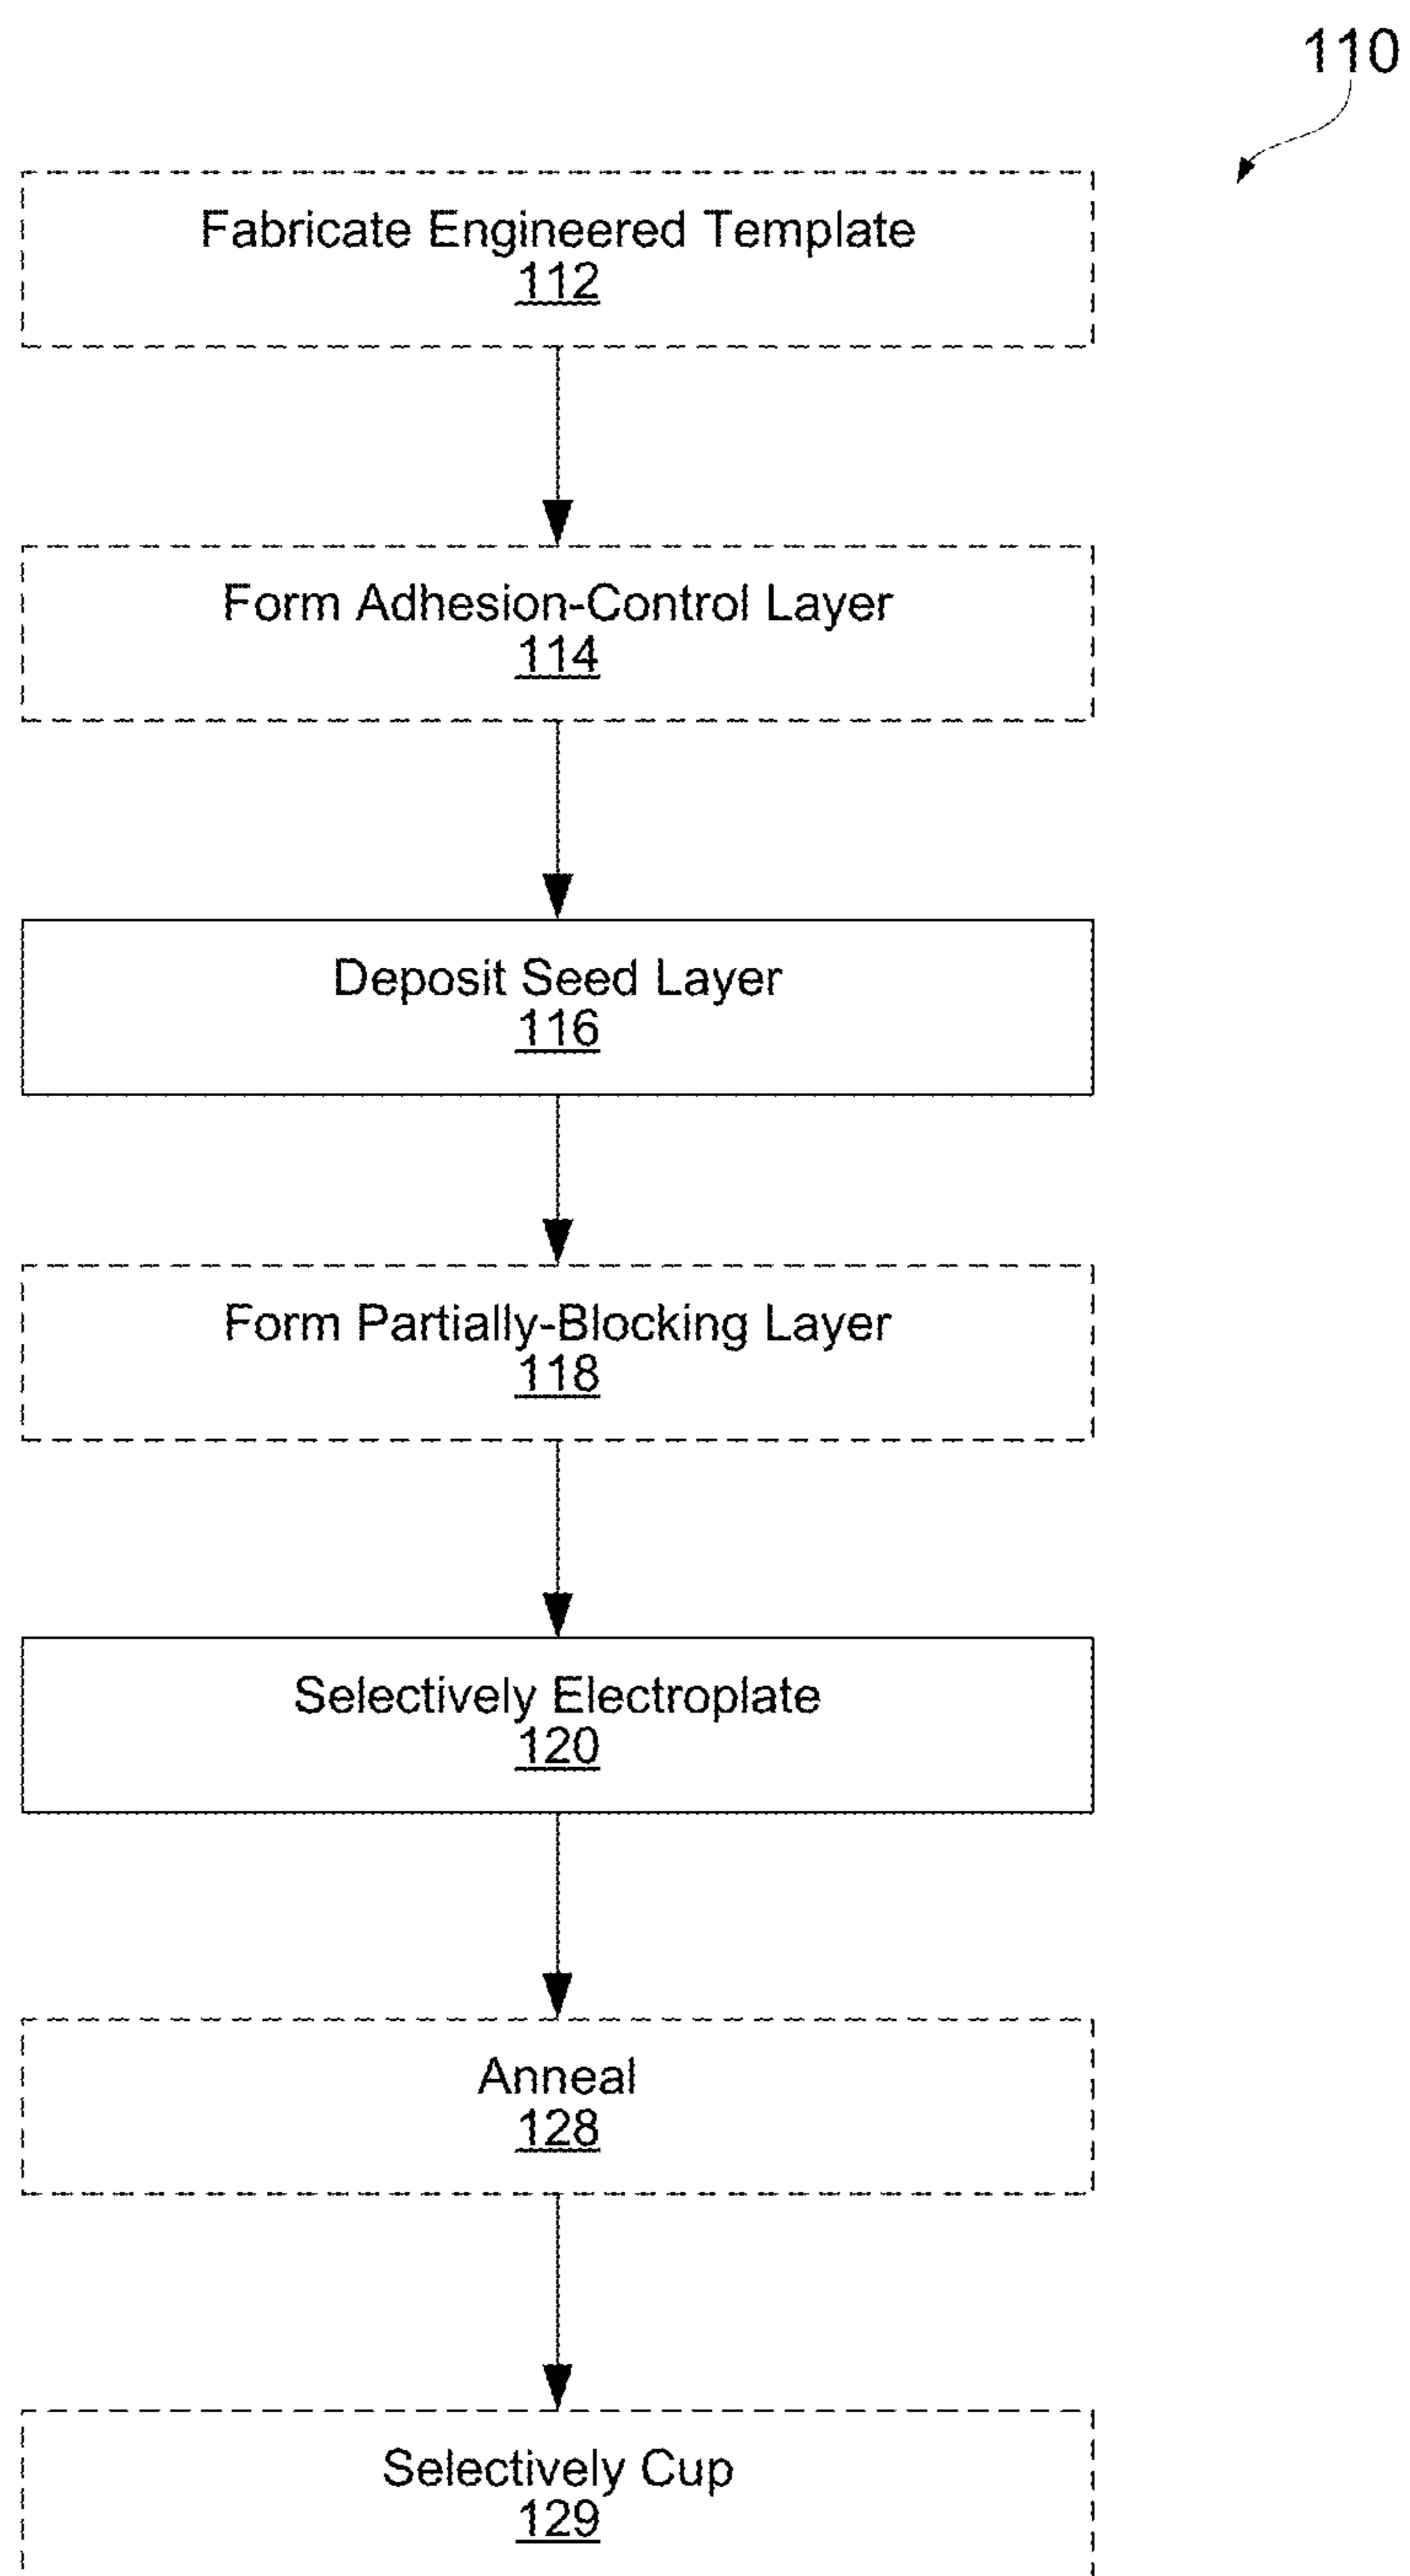 110
Fabricate Engineered Template
112
Form Adhesion-Control Layer
114
Deposit Seed Layer
116
Form Partially-Blocking Layer
118
Selectively Electroplate
120
Anneal
128
Selectively Cup
129